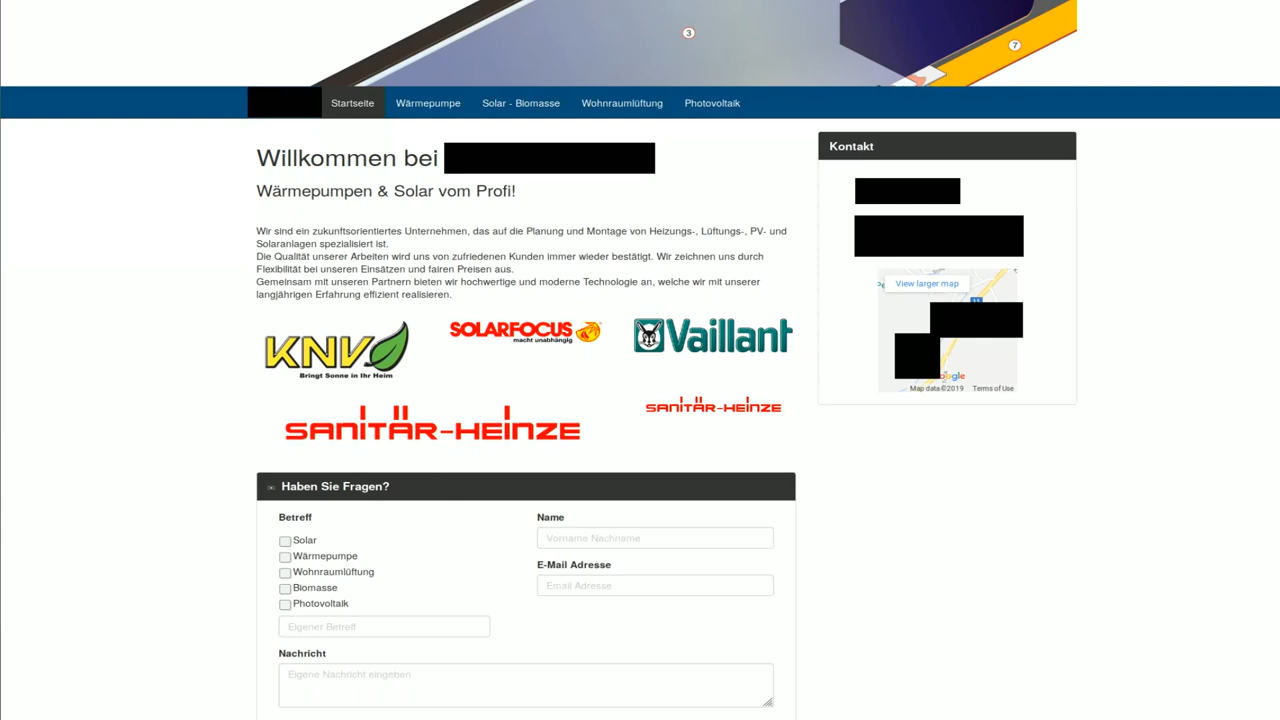 3
7
Startseite Wärmepumpe Solar - Biomasse Wohnraumlüftung Photovoltaik
Willkommen bei
Wärmepumpen & Solar vom Profi!
Wir sind ein zukunftsorientiertes Unternehmen, das auf die Planung und Montage von Heizungs-, Lüftungs-, PV- und
Solaranlagen spezialisiert ist.
Die Qualität unserer Arbeiten wird uns von zufriedenen Kunden immer wieder bestätigt. Wir zeichnen uns durch
Flexibilität bei unseren Einsätzen und fairen Preisen aus.
Gemeinsam mit unseren Partnern bieten wir hochwertige und moderne Technologie an, welche wir mit unserer
langjährigen Erfahrung effizient realisieren.
KNV
Bringt Sonne in Ihr Heim
SOLARFOCUS
macht unabhängig
Vaillant
SANITÄR-HEINZE
SANITÄR-HEINZE
Haben Sie Fragen?
Betreff
Solar
Wärmepumpe
Wohnraumlüftung
Biomasse
Photovoltaik
Eigener Betreff
Name
Vorname Nachname
E-Mail Adresse
Email Adresse
Nachricht
Eigene Nachricht eingeben
Kontakt
View larger map
Map data ©2019 Terms of Use